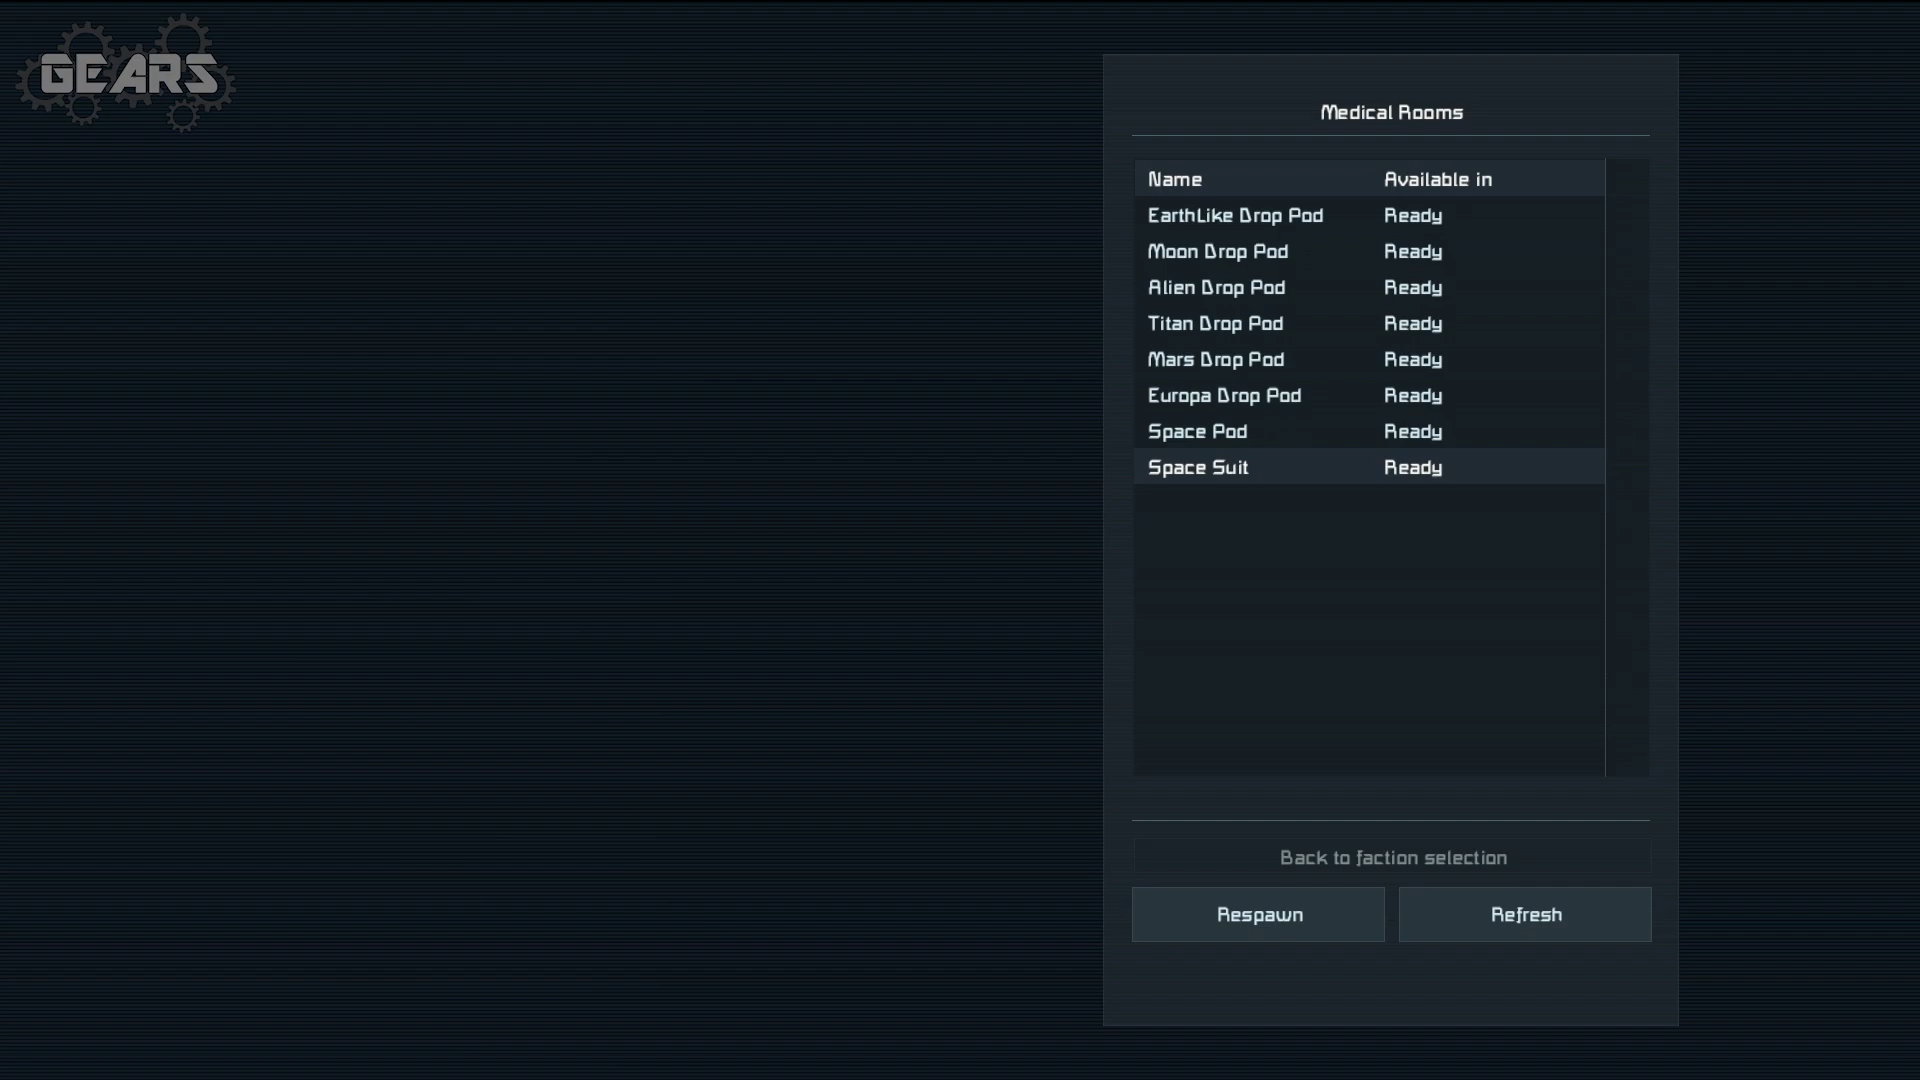 GEARS
Medical Rooms
Name Available in
EarthLike Drop Pod Ready
Moon Drop Pod Ready
Alien Drop Pod Ready
Titan Drop Pod Ready
Mars Drop Pod Ready
Europa Drop Pod Ready
Space Pod Ready
Space Suit Ready
Back to faction selection
Respawn Refresh